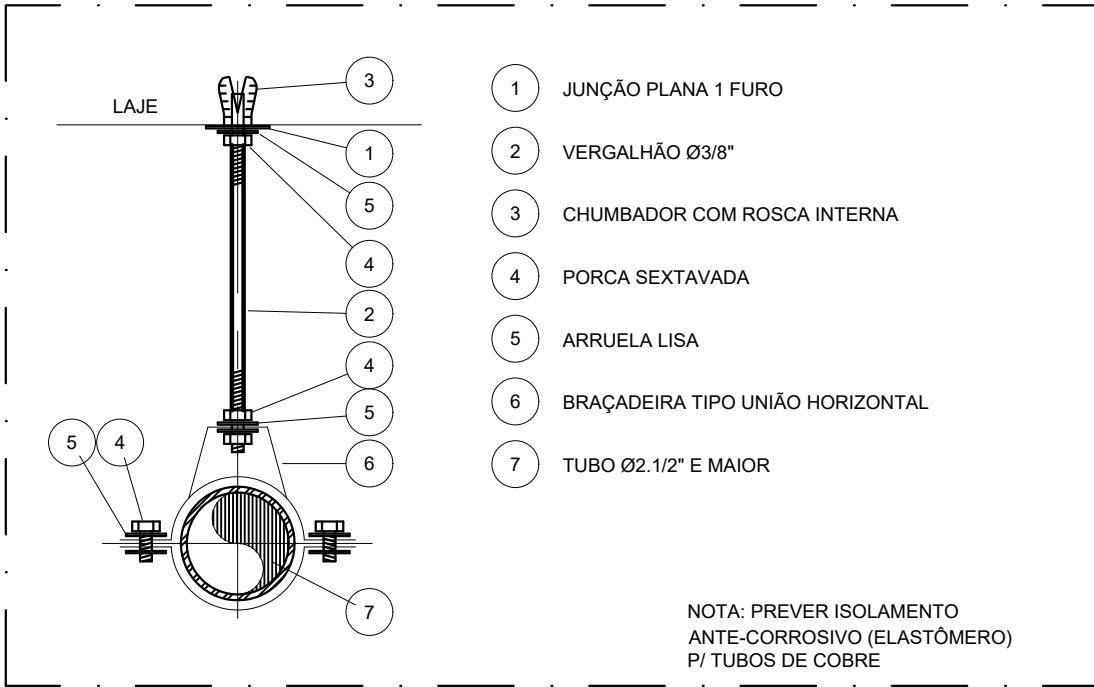 LAJE
3
1
5
4
2
4
5
6
5 4
7
1 JUNÇÃO PLANA 1 FURO
2 VERGALHÃO Ø3/8"
3 CHUMBADOR COM ROSCA INTERNA
4 PORCA SEXTAVADA
5 ARRUELA LISA
6 BRAÇADEIRA TIPO UNIÃO HORIZONTAL
7 TUBO Ø2.1/2" E MAIOR
NOTA: PREVER ISOLAMENTO
ANTE-CORROSIVO (ELASTÔMERO)
P/ TUBOS DE COBRE